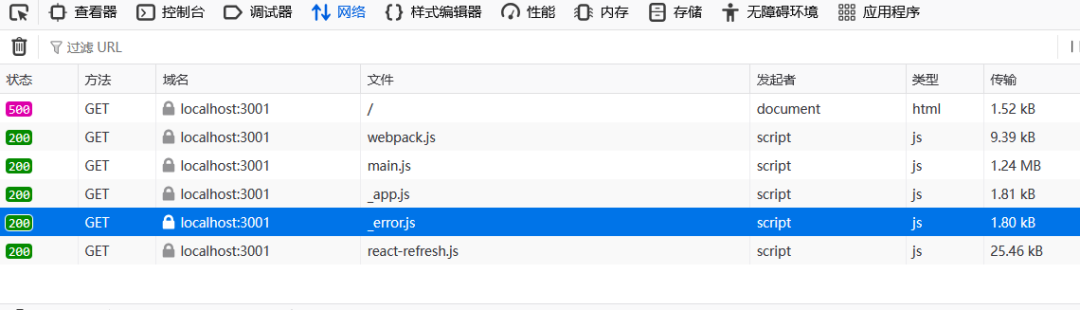 查看器 控制台 调试器 网络 样式编辑器 性能 内存 存储 无障碍环境 应用程序
过滤 URL
状态 方法 域名 文件 发起者 类型 传输
500 GET localhost:3001 / document html 1.52 kB
200 GET localhost:3001 webpack.js script js 9.39 kB
200 GET localhost:3001 main.js script js 1.24 MB
200 GET localhost:3001 _app.js script js 1.81 kB
200 GET localhost:3001 _error.js script js 1.80 kB
200 GET localhost:3001 react-refresh.js script js 25.46 kB